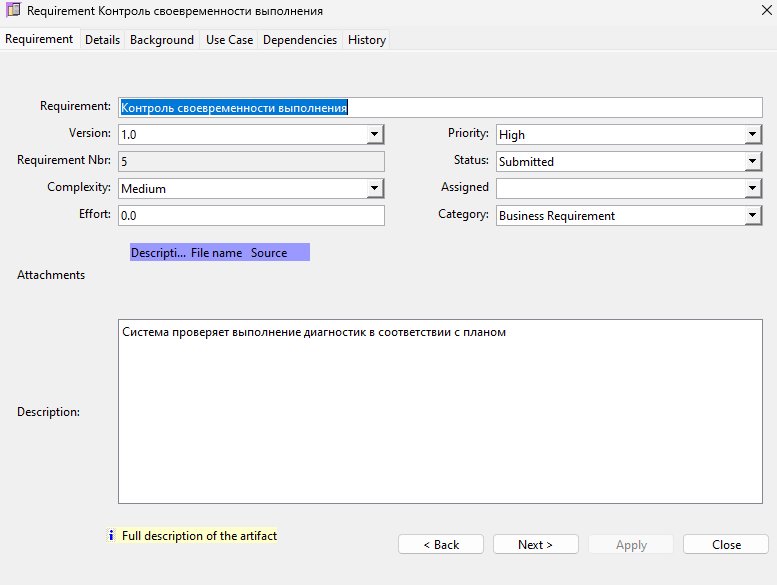 Requirement Контроль своевременности выполнения
Requirement Details Background Use Case Dependencies History
Requirement: Контроль своевременности выполнения
Version: 1.0 Priority: High
Requirement Nbr: 5 Status: Submitted
Complexity: Medium Assigned
Effort: 0.0 Category: Business Requirement
Descripti... File name Source
Attachments
Система проверяет выполнение диагностик в соответствии с планом
Description:
Full description of the artifact
< Back Next > Apply Close